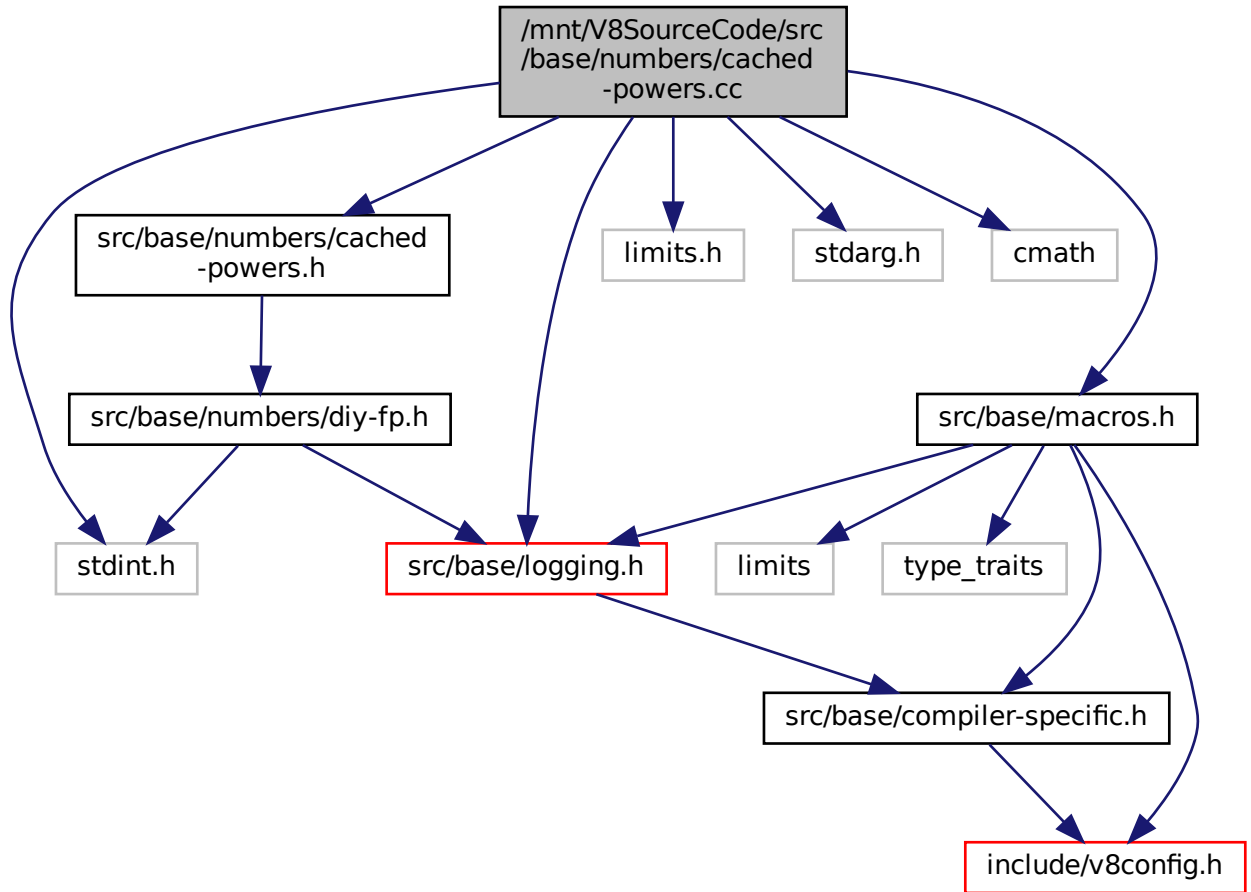 /mnt/V8SourceCode/src
/base/numbers/cached
-powers.cc
src/base/numbers/cached
-powers.h
limits.h
stdarg.h
cmath
src/base/numbers/diy-fp.h
src/base/macros.h
stdint.h
src/base/logging.h
limits
type_traits
src/base/compiler-specific.h
include/v8config.h